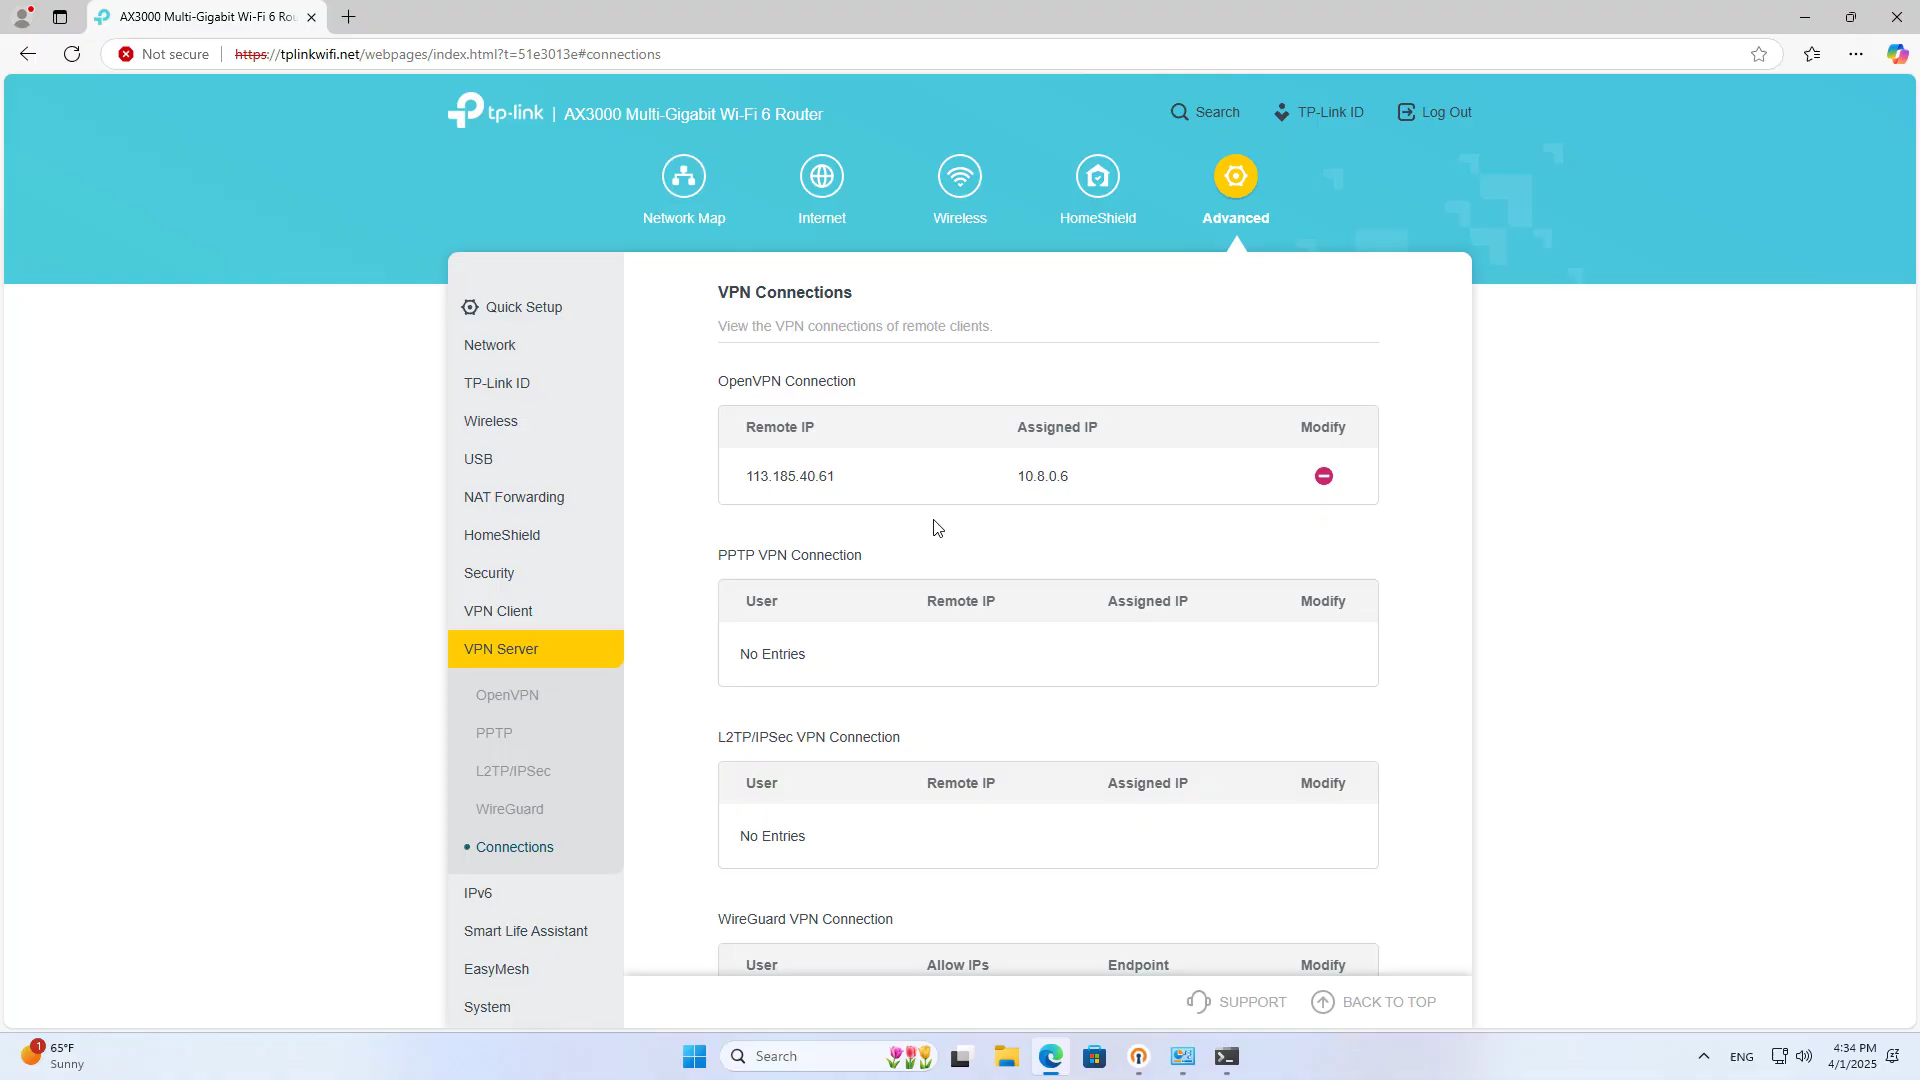 AX3000 Multi-Gigabit Wi-Fi 6 Rou
Not secure
https://tplinkwifi.net/webpages/index.html?t=51e3013e#connections
tp-link | AX3000 Multi-Gigabit Wi-Fi 6 Router
Search
TP-Link ID
Log Out
Network Map
Internet
Wireless
HomeShield
Advanced
Quick Setup
Network
TP-Link ID
Wireless
USB
NAT Forwarding
HomeShield
Security
VPN Client
VPN Server
OpenVPN
PPTP
L2TP/IPSec
WireGuard
Connections
IPv6
Smart Life Assistant
EasyMesh
System
VPN Connections
View the VPN connections of remote clients.
OpenVPN Connection
Remote IP Assigned IP Modify
113.185.40.61 10.8.0.6
PPTP VPN Connection
User Remote IP Assigned IP Modify
No Entries
L2TP/IPSec VPN Connection
User Remote IP Assigned IP Modify
No Entries
WireGuard VPN Connection
User Allow IPs Endpoint Modify
SUPPORT
BACK TO TOP
1
65°F
Sunny
Search
ENG
4:34 PM
4/1/2025